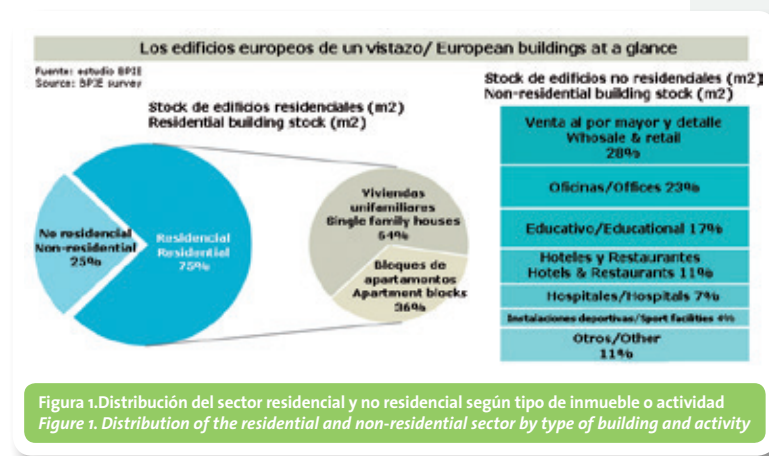 Los edificios europeos de un vistazo/ European buildings at a glance
Fuente: estudio BPIE
Source: BPIE survey
Stock de edificios residenciales (m2)
Residential building stock (m2)
No residencial
Non-residential
25%
Residencial
Residential
75%
Viviendas
unifamiliares
Single family houses
64%
Bloques de
apartamentos
Apartment blocks
36%
Stock de edificios no residenciales (m2)
Non-residential building stock (m2)
Venta al por mayor y detalle
Whosale & retail
28%
Oficinas/Offices 23%
Educativo/Educational 17%
Hoteles y Restaurantes
Hotels & Restaurants 11%
Hospitales/Hospitals 7%
Instalaciones deportivas/Sport facilities 4%
Otros/Other
11%
Figura 1.Distribución del sector residencial y no residencial según tipo de inmueble o actividad
Figure 1. Distribution of the residential and non-residential sector by type of building and activity